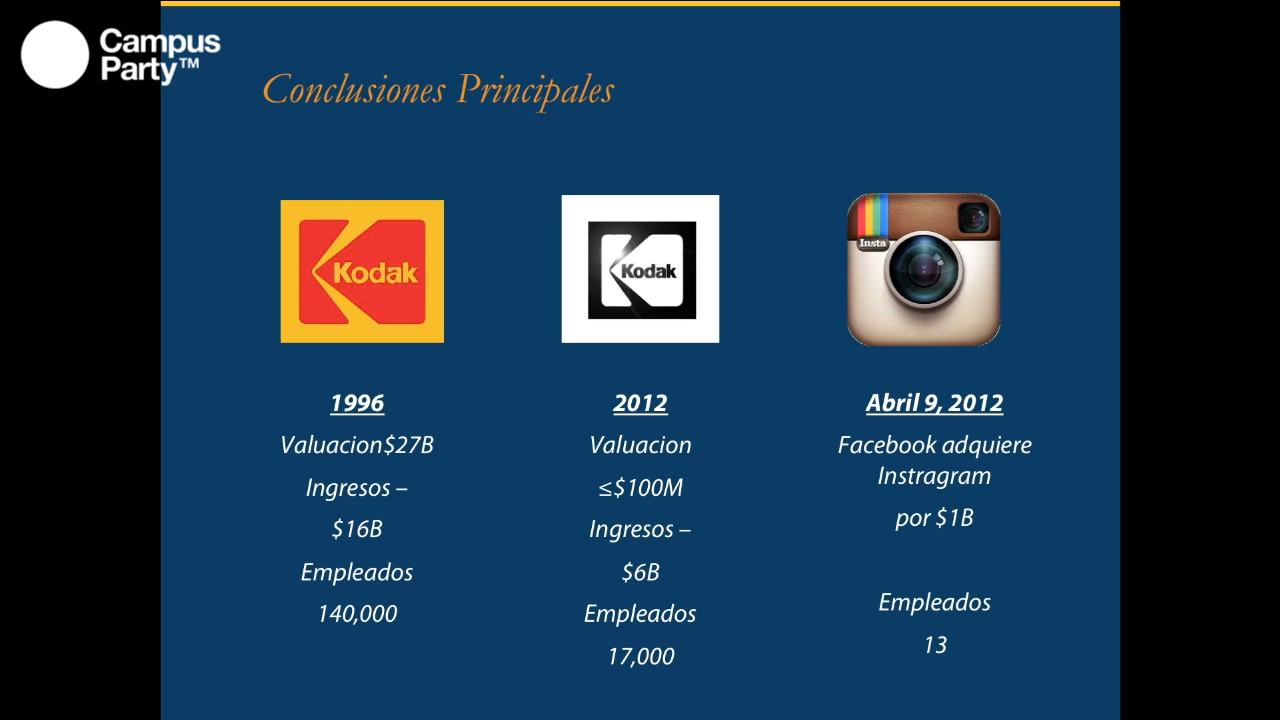 Campus
Party™
Conclusiones Principales
Kodak
Kodak
Insta
1996
Valuacion$27B
Ingresos –
$16B
Empleados
140,000
2012
Valuacion
≤$100M
Ingresos –
$6B
Empleados
17,000
Abril 9, 2012
Facebook adquiere
Instragram
por $1B
Empleados
13